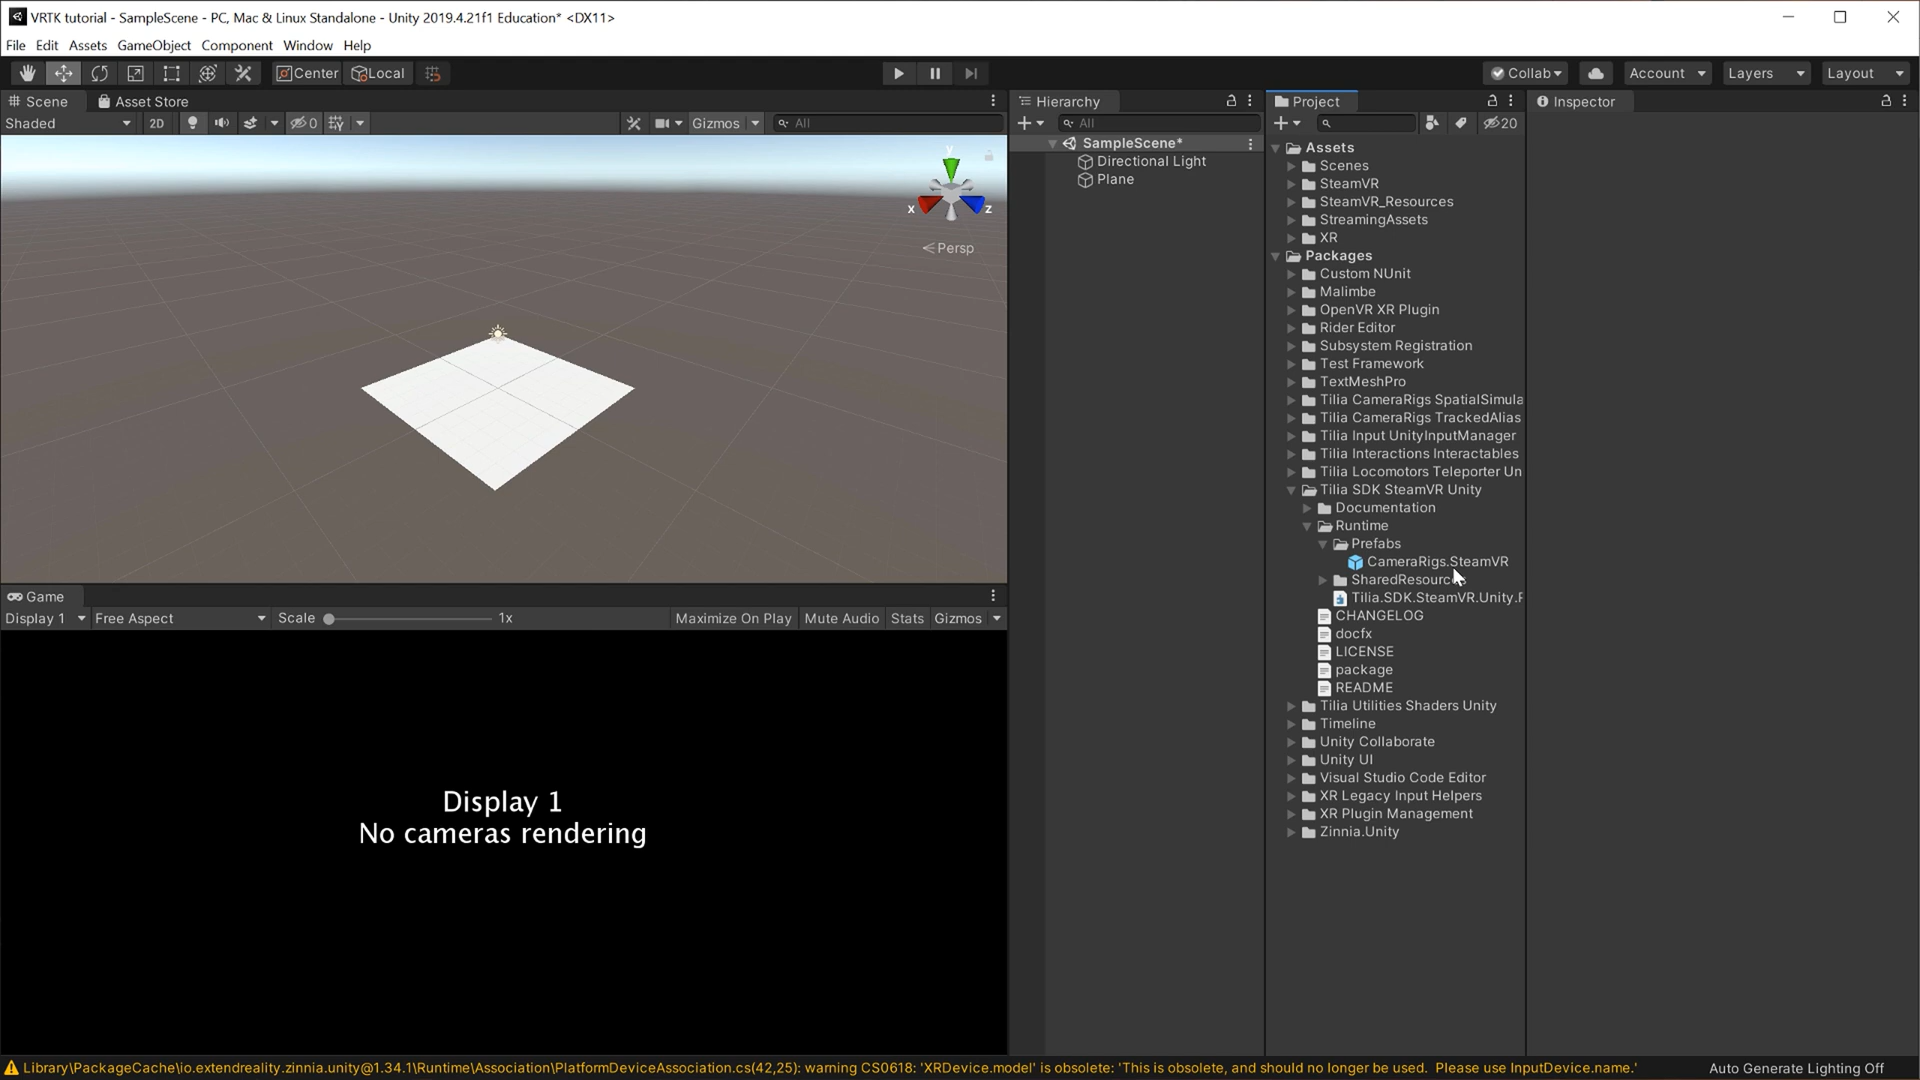 VRTK tutorial - SampleScene - PC, Mac & Linux Standalone - Unity 2019.4.21f1 Education* <DX11>
File Edit Assets GameObject Component Window Help
Center Local Collab Account Layers Layout
Scene Asset Store
Shaded 2D 0 Gizmos All
y
x z
Persp
Game
Display 1 Free Aspect Scale 1x Maximize On Play Mute Audio Stats Gizmos
Display 1
No cameras rendering
Hierarchy
All
SampleScene*
Directional Light
Plane
Project
20
Assets
Scenes
SteamVR
SteamVR_Resources
StreamingAssets
XR
Packages
Custom NUnit
Malimbe
OpenVR XR Plugin
Rider Editor
Subsystem Registration
Test Framework
TextMeshPro
Tilia CameraRigs SpatialSimula
Tilia CameraRigs TrackedAlias
Tilia Input UnityInputManager
Tilia Interactions Interactables
Tilia Locomotors Teleporter Un
Tilia SDK SteamVR Unity
Documentation
Runtime
Prefabs
CameraRigs.SteamVR
SharedResources
Tilia.SDK.SteamVR.Unity.F
CHANGELOG
docfx
LICENSE
package
README
Tilia Utilities Shaders Unity
Timeline
Unity Collaborate
Unity UI
Visual Studio Code Editor
XR Legacy Input Helpers
XR Plugin Management
Zinnia.Unity
Inspector
Library\PackageCache\io.extendreality.zinnia.unity@1.34.1\Runtime\Association\PlatformDeviceAssociation.cs(42,25): warning CS0618: 'XRDevice.model' is obsolete: 'This is obsolete, and should no longer be used. Please use InputDevice.name.'
Auto Generate Lighting Off